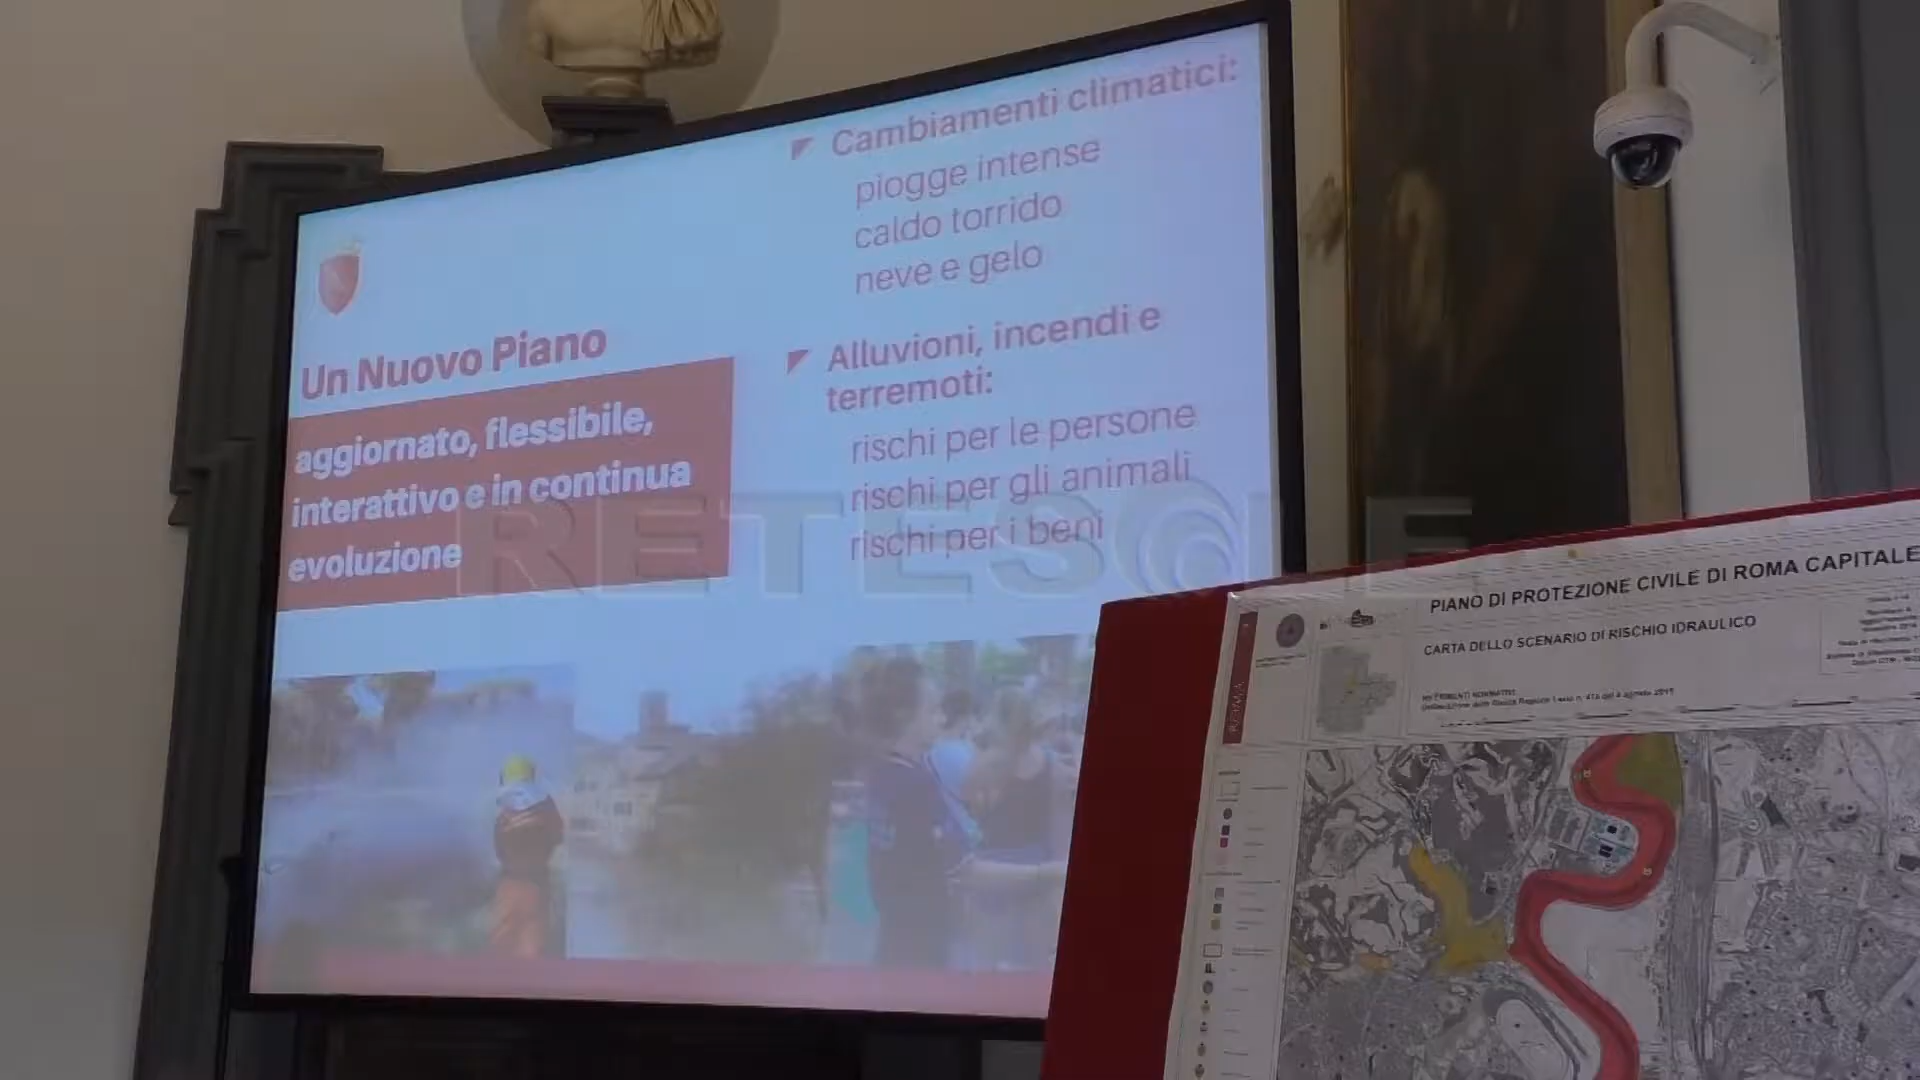 Cambiamenti climatici:
piogge intense
caldo torrido
neve e gelo
Un Nuovo Piano
aggiornato, flessibile,
interattivo e in continua
evoluzione
Alluvioni, incendi e
terremoti:
rischi per le persone
rischi per gli animali
rischi per i beni
RETES@LE
PIANO DI PROTEZIONE CIVILE DI ROMA CAPITALE
CARTA DELLO SCENARIO DI RISCHIO IDRAULICO